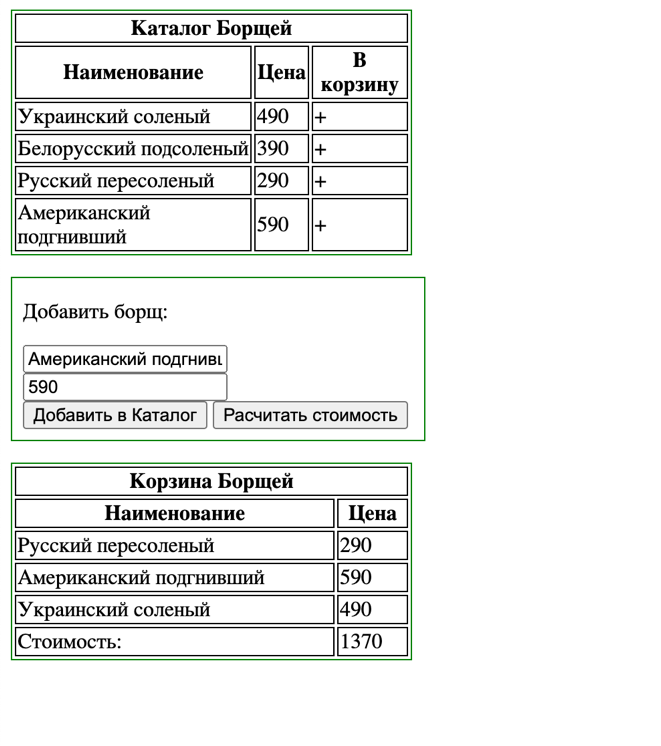 Каталог Борщей
Наименование Цена В
корзину
Украинский соленый 490 +
Белорусский подсоленый 390 +
Русский пересоленый 290 +
Американский
подгнивший 590 +
Добавить борщ:
Американский подгнивш
590
Добавить в Каталог Расчитать стоимость
Корзина Борщей
Наименование Цена
Русский пересоленый 290
Американский подгнивший 590
Украинский соленый 490
Стоимость: 1370